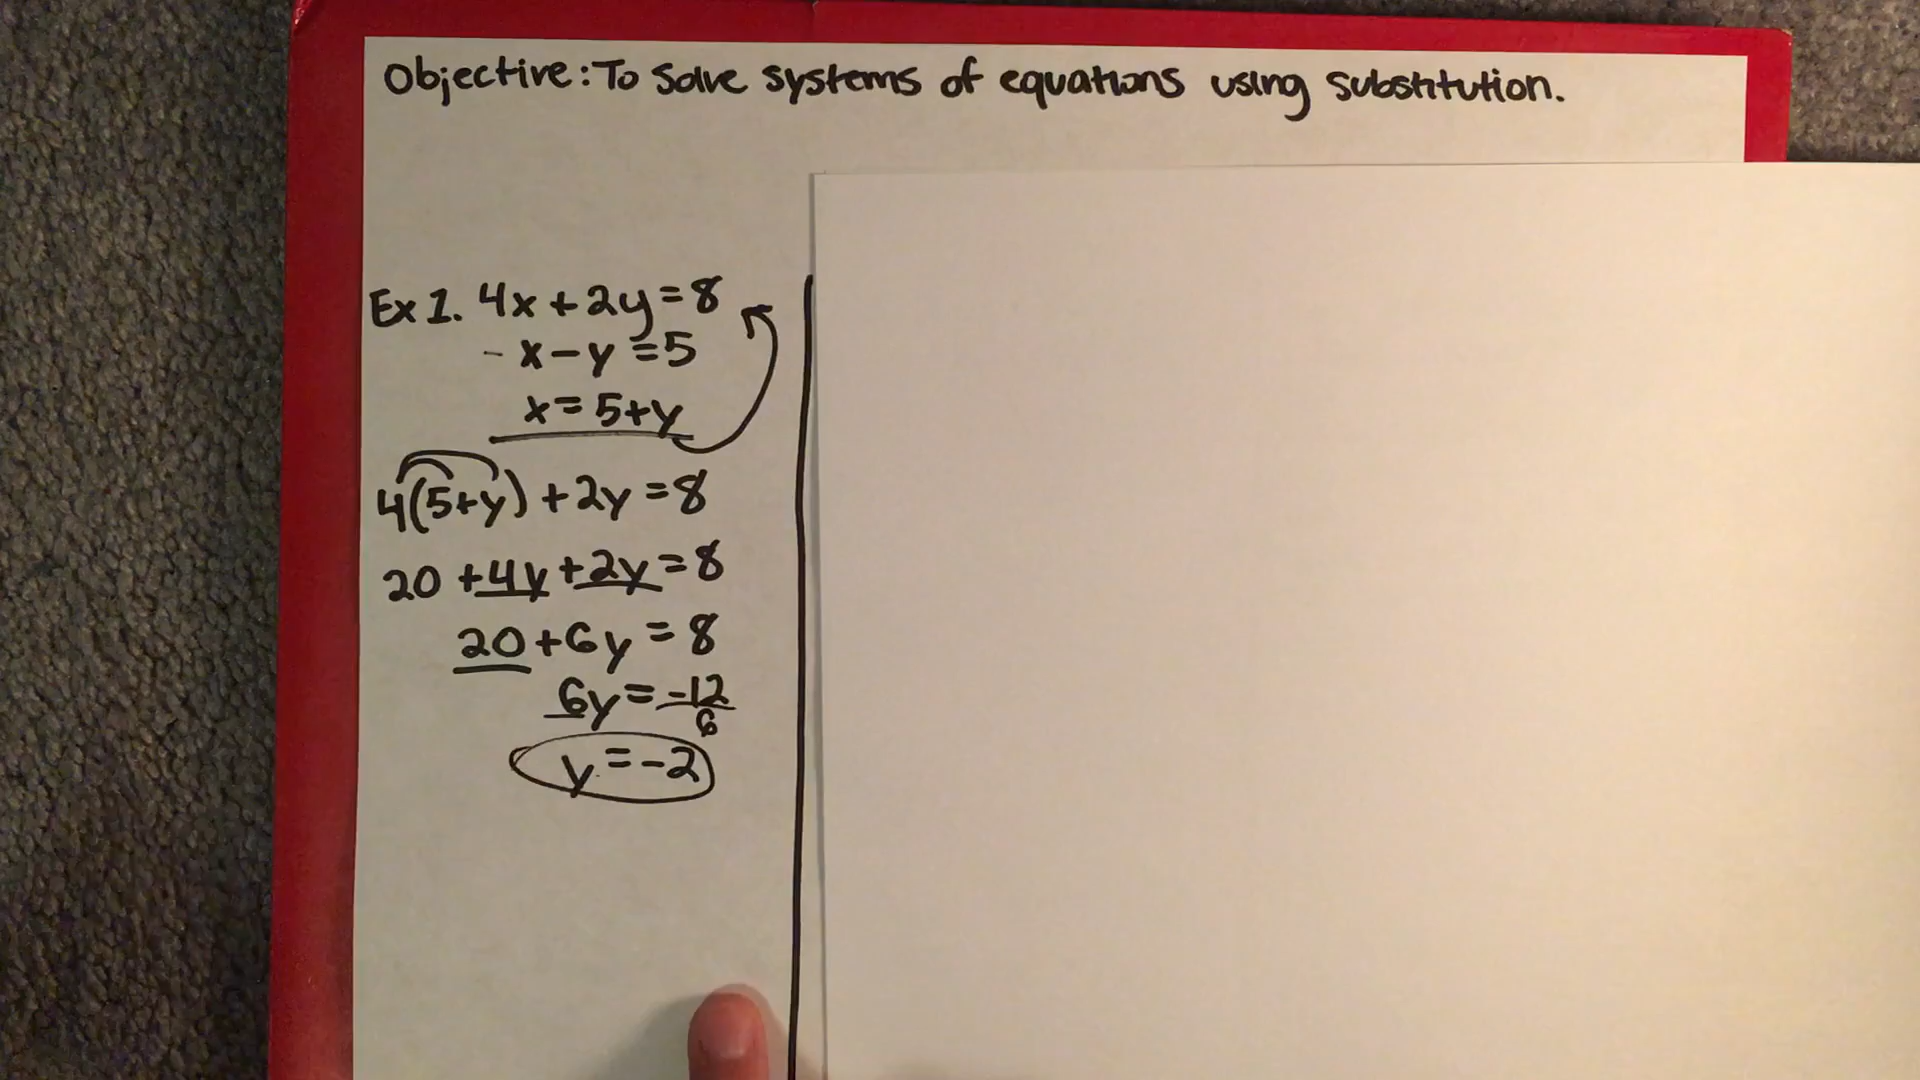 Objective: To Solve systems of equations using substitution.
Ex 1. 4x + 2y = 8
- x - y = 5
x = 5 + y
4(5+y) + 2y = 8
20 + 4y + 2y = 8
20 + 6y = 8
6y = -12
6
y = -2